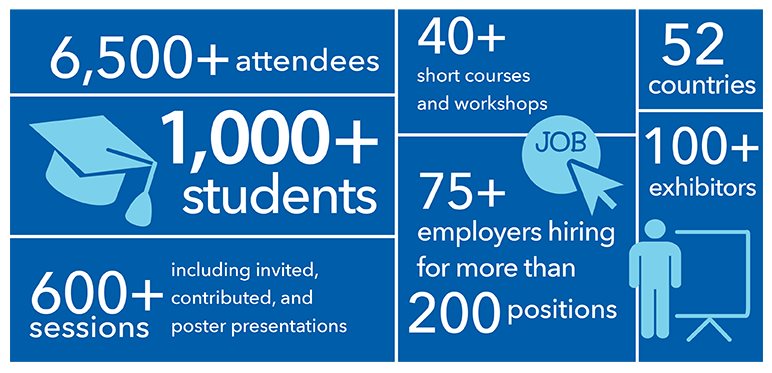 6,500+ attendees
1,000+
students
600+
sessions
including invited,
contributed, and
poster presentations
40+
short courses
and workshops
JOB
75+
employers hiring
for more than
200 positions
52
countries
100+
exhibitors